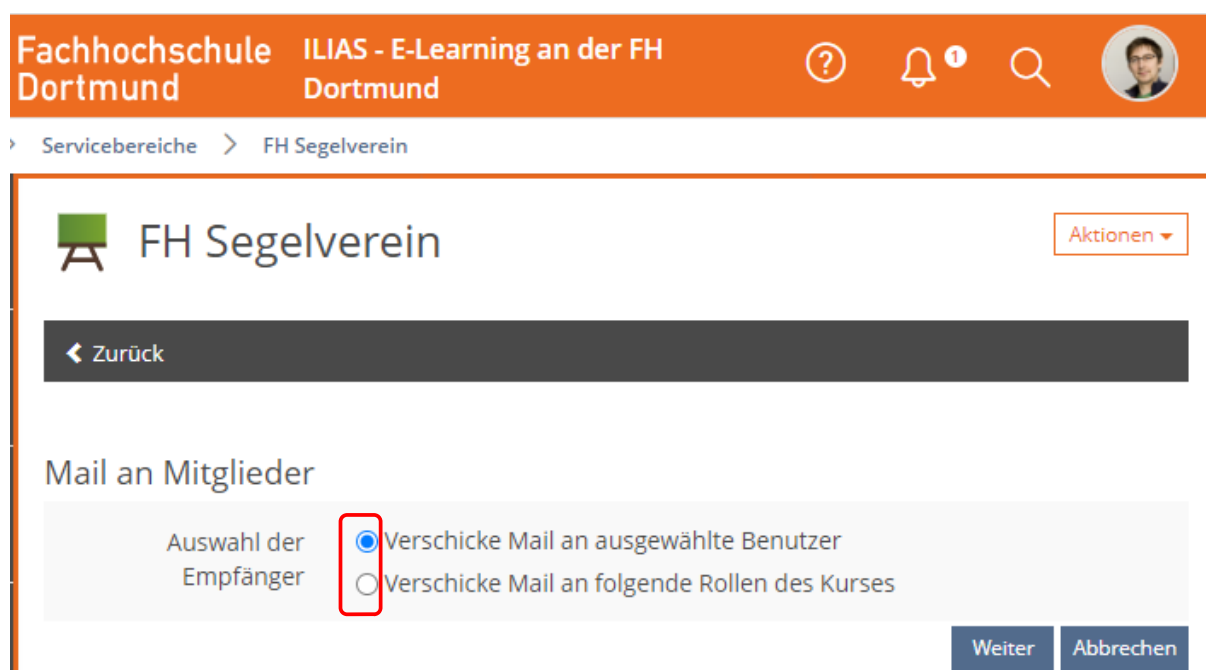 Fachhochschule
Dortmund
ILIAS - E-Learning an der FH
Dortmund
?
1
Servicebereiche > FH Segelverein
FH Segelverein
Aktionen
Zurück
Mail an Mitglieder
Auswahl der
Empfänger
Verschicke Mail an ausgewählte Benutzer
Verschicke Mail an folgende Rollen des Kurses
Weiter
Abbrechen